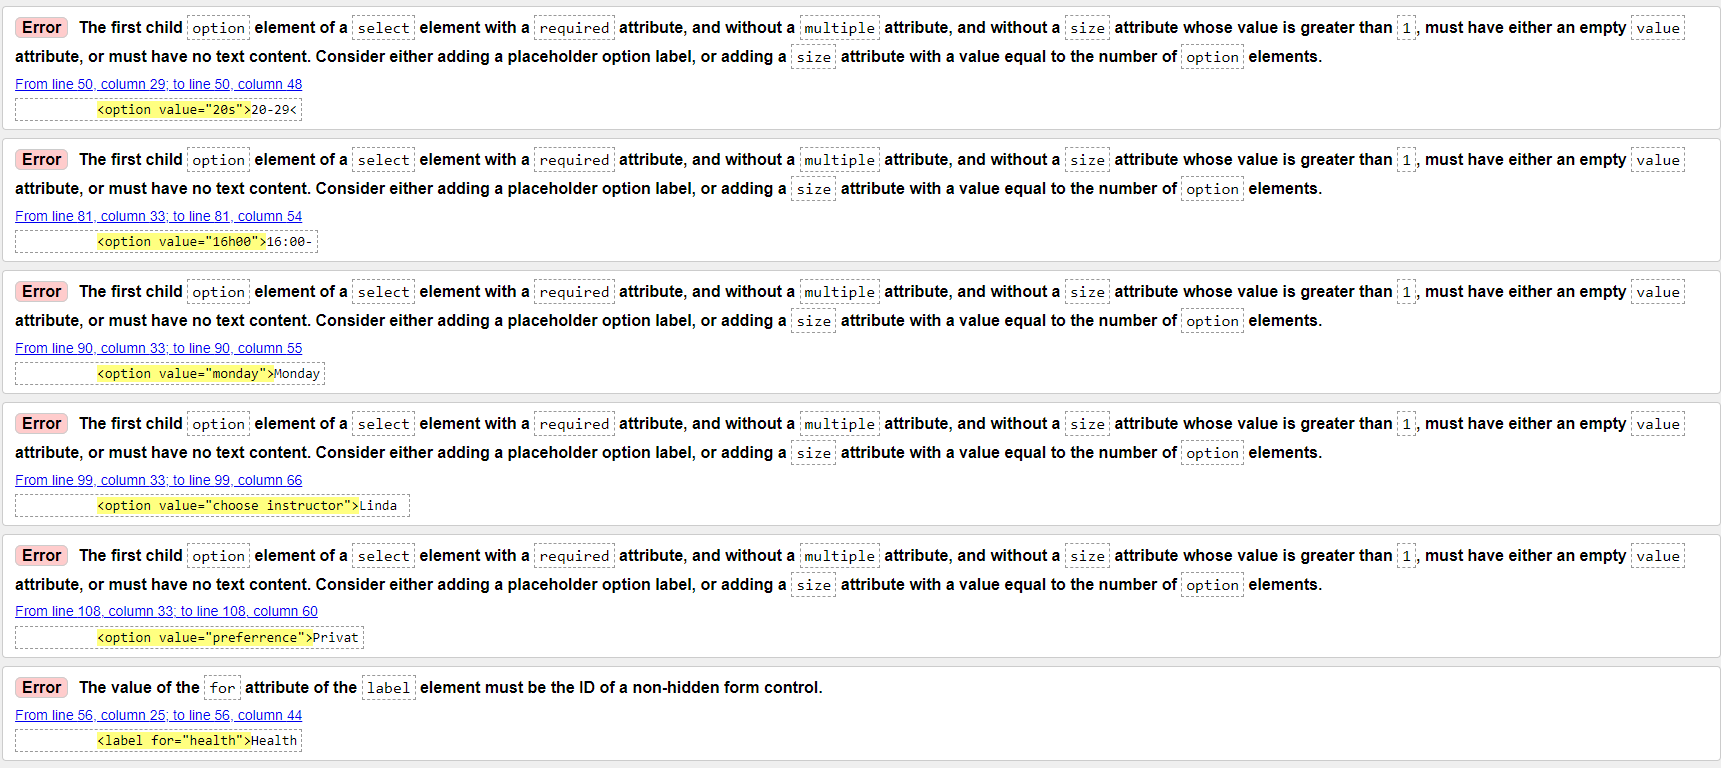 Error The first child option element of a select element with a required attribute, and without a multiple attribute, and without a size attribute whose value is greater than 1, must have either an empty value
attribute, or must have no text content. Consider either adding a placeholder option label, or adding a size attribute with a value equal to the number of option elements.
From line 50, column 29; to line 50, column 48
<option value="20s">20-29<
Error The first child option element of a select element with a required attribute, and without a multiple attribute, and without a size attribute whose value is greater than 1, must have either an empty value
attribute, or must have no text content. Consider either adding a placeholder option label, or adding a size attribute with a value equal to the number of option elements.
From line 81, column 33; to line 81, column 54
<option value="16h00">16:00-
Error The first child option element of a select element with a required attribute, and without a multiple attribute, and without a size attribute whose value is greater than 1, must have either an empty value
attribute, or must have no text content. Consider either adding a placeholder option label, or adding a size attribute with a value equal to the number of option elements.
From line 90, column 33; to line 90, column 55
<option value="monday">Monday
Error The first child option element of a select element with a required attribute, and without a multiple attribute, and without a size attribute whose value is greater than 1, must have either an empty value
attribute, or must have no text content. Consider either adding a placeholder option label, or adding a size attribute with a value equal to the number of option elements.
From line 99, column 33; to line 99, column 66
<option value="choose instructor">Linda
Error The first child option element of a select element with a required attribute, and without a multiple attribute, and without a size attribute whose value is greater than 1, must have either an empty value
attribute, or must have no text content. Consider either adding a placeholder option label, or adding a size attribute with a value equal to the number of option elements.
From line 108, column 33; to line 108, column 60
<option value="preferrence">Privat
Error The value of the for attribute of the label element must be the ID of a non-hidden form control.
From line 56, column 25; to line 56, column 44
<label for="health">Health